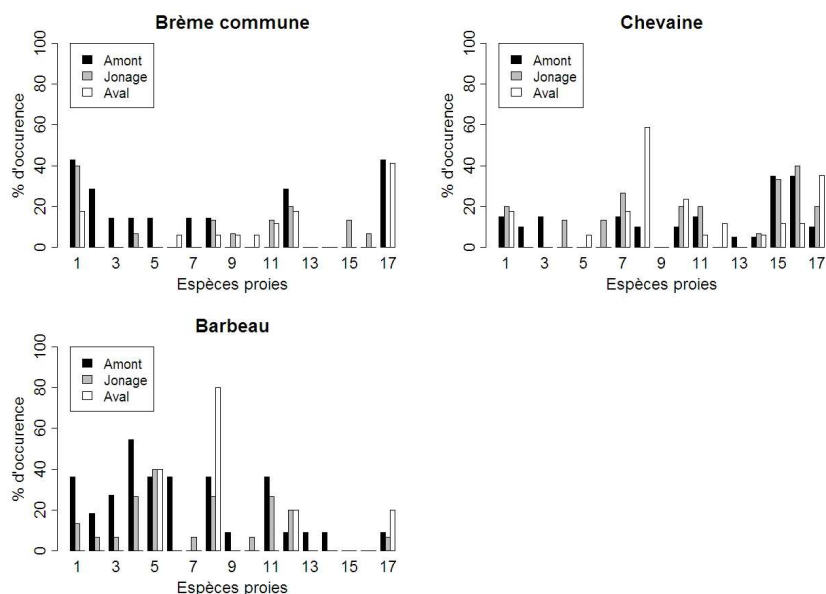 Brème commune
% d'occurence
100
80
60
40
20
0
Amont
Jonage
Aval
1 3 5 7 9 11 13 15 17
Espèces proies
Chevaine
% d'occurence
100
80
60
40
20
0
Amont
Jonage
Aval
1 3 5 7 9 11 13 15 17
Espèces proies
Barbeau
% d'occurence
100
80
60
40
20
0
Amont
Jonage
Aval
1 3 5 7 9 11 13 15 17
Espèces proies